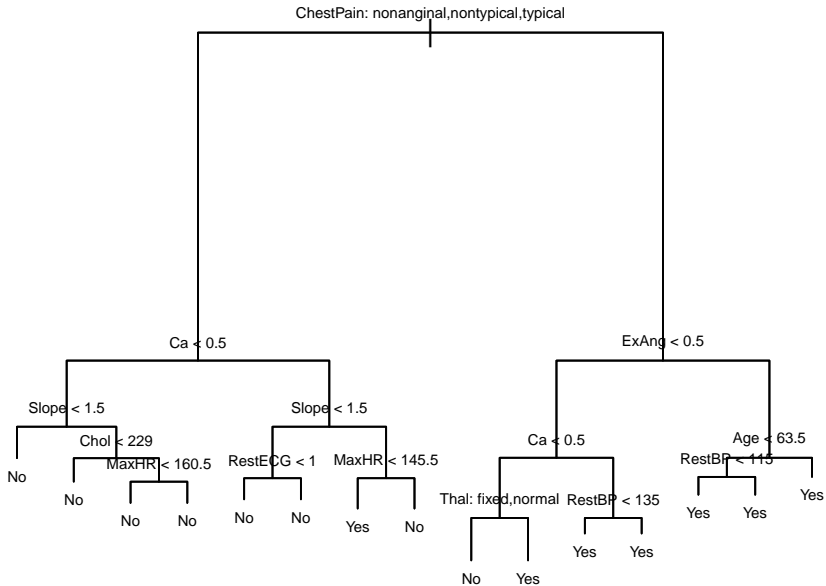 ChestPain: nonanginal,nontypical,typical
Ca < 0.5
ExAng < 0.5
Slope < 1.5
Slope < 1.5
Chol < 229
Ca < 0.5
Age < 63.5
MaxHR < 160.5
RestECG < 1
MaxHR < 145.5
RestBP < 115
No
No
No
No
No
No
Yes
No
Thal: fixed,normal
RestBP < 135
Yes
Yes
Yes
No
Yes
Yes
Yes